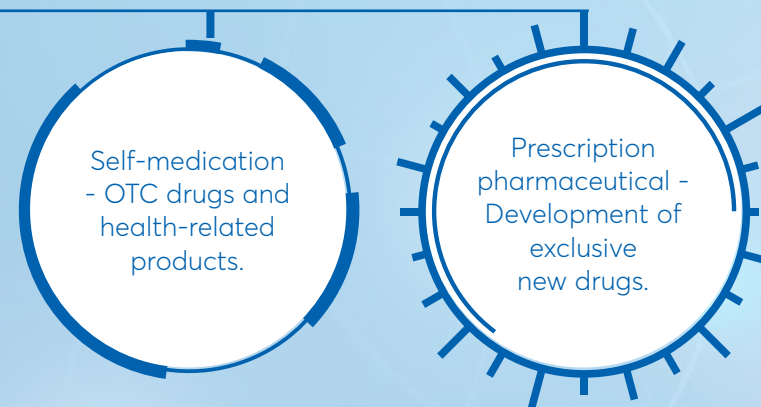 Self-medication
- OTC drugs and
health-related
products.
Prescription
pharmaceutical -
Development of
exclusive
new drugs.